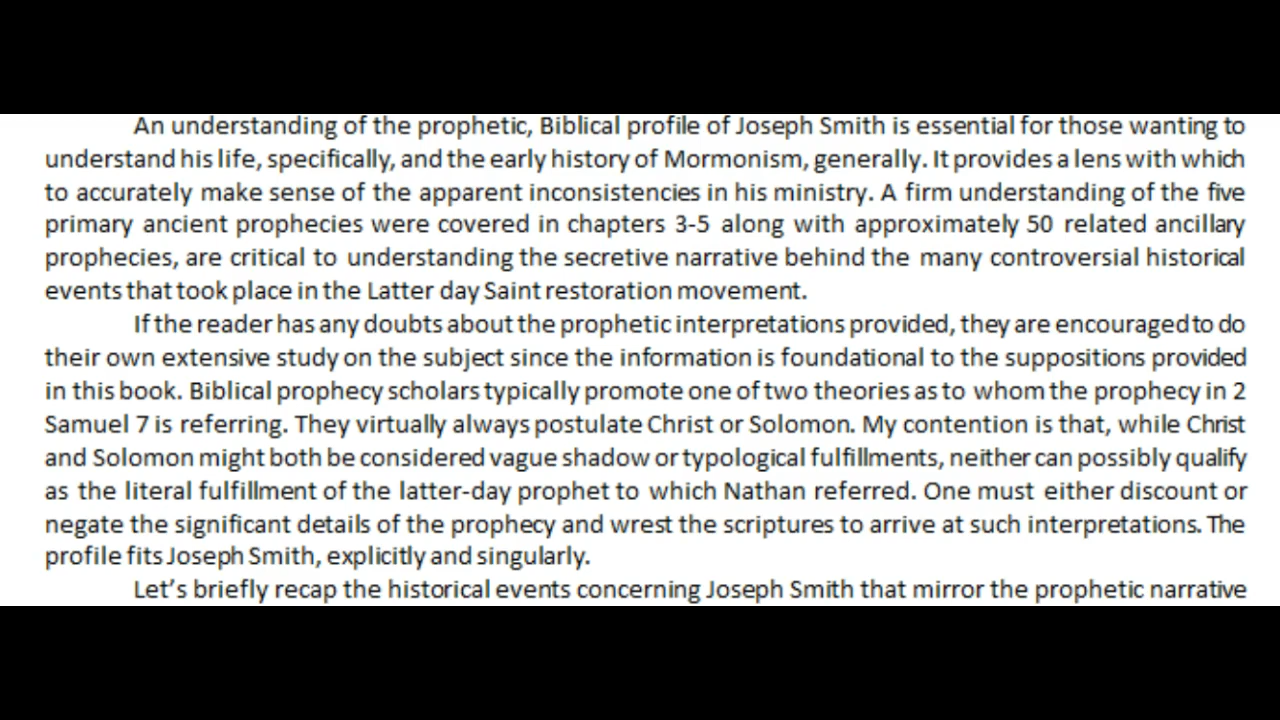 An understanding of the prophetic, Biblical profile of Joseph Smith is essential for those wanting to
understand his life, specifically, and the early history of Mormonism, generally. It provides a lens with which
to accurately make sense of the apparent inconsistencies in his ministry. A firm understanding of the five
primary ancient prophecies were covered in chapters 3-5 along with approximately 50 related ancillary
prophecies, are critical to understanding the secretive narrative behind the many controversial historical
events that took place in the Latter day Saint restoration movement.
If the reader has any doubts about the prophetic interpretations provided, they are encouraged to do
their own extensive study on the subject since the information is foundational to the suppositions provided
in this book. Biblical prophecy scholars typically promote one of two theories as to whom the prophecy in 2
Samuel 7 is referring. They virtually always postulate Christ or Solomon. My contention is that, while Christ
and Solomon might both be considered vague shadow or typological fulfillments, neither can possibly qualify
as the literal fulfillment of the latter-day prophet to which Nathan referred. One must either discount or
negate the significant details of the prophecy and wrest the scriptures to arrive at such interpretations. The
profile fits Joseph Smith, explicitly and singularly.
Let’s briefly recap the historical events concerning Joseph Smith that mirror the prophetic narrative